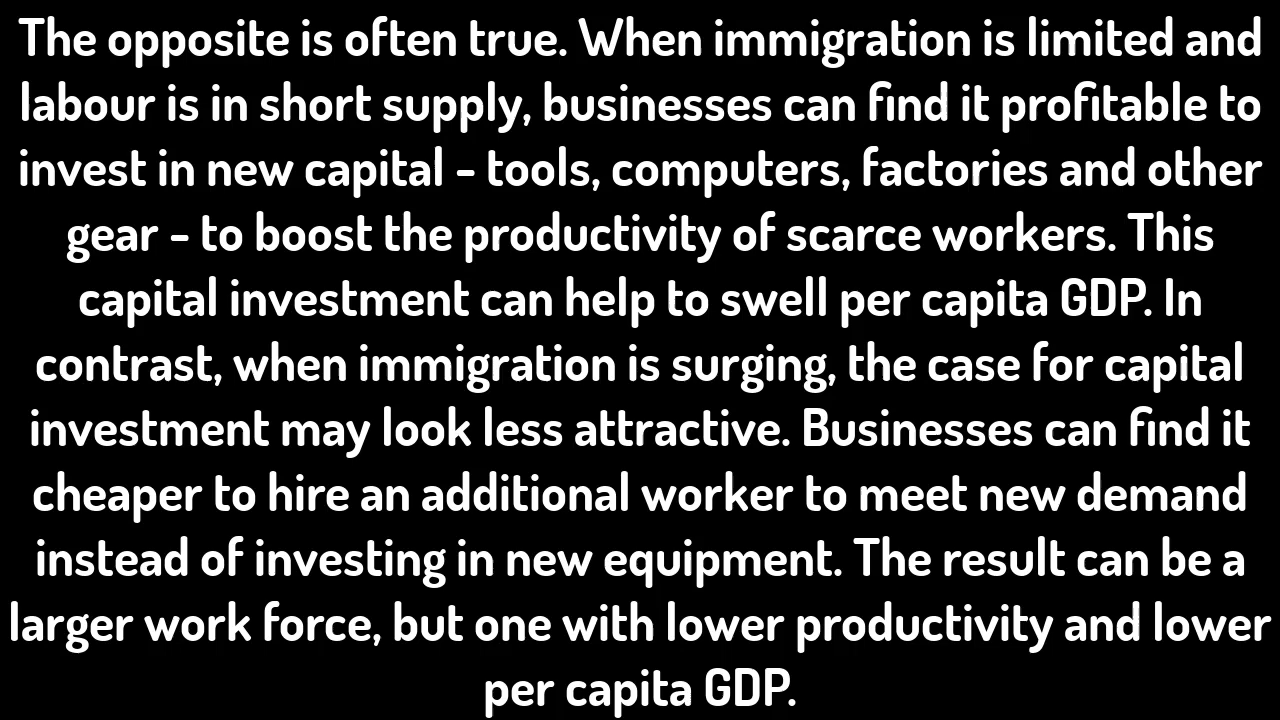 The opposite is often true. When immigration is limited and
labour is in short supply, businesses can find it profitable to
invest in new capital - tools, computers, factories and other
gear - to boost the productivity of scarce workers. This
capital investment can help to swell per capita GDP. In
contrast, when immigration is surging, the case for capital
investment may look less attractive. Businesses can find it
cheaper to hire an additional worker to meet new demand
instead of investing in new equipment. The result can be a
larger work force, but one with lower productivity and lower
per capita GDP.